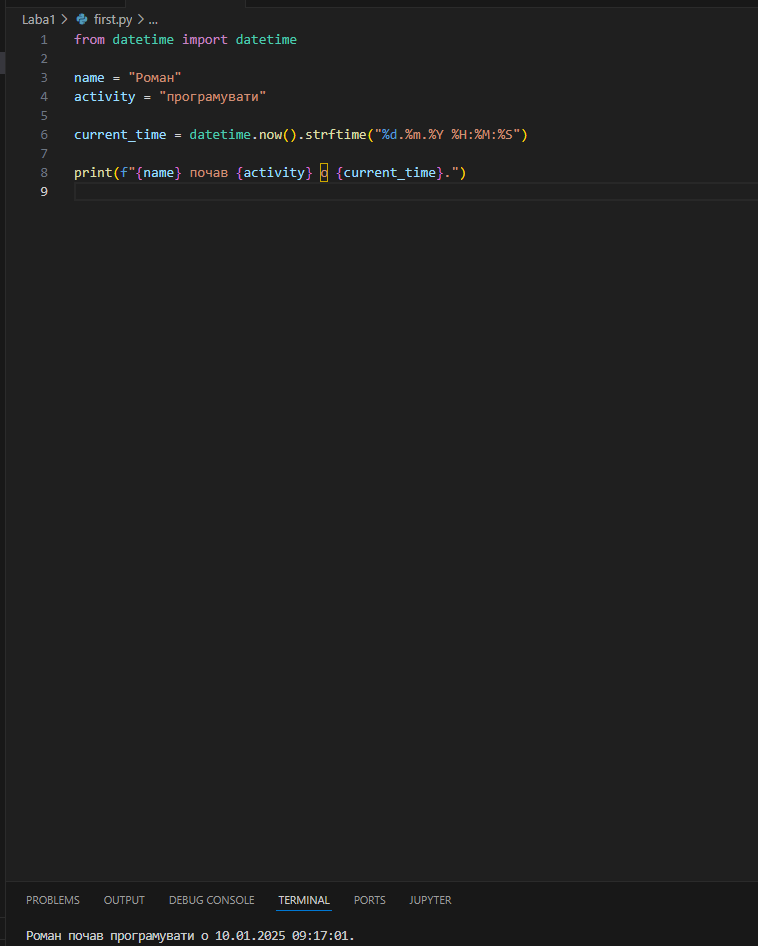 Laba1 > first.py > ...
1 from datetime import datetime
2
3 name = "Роман"
4 activity = "програмувати"
5
6 current_time = datetime.now().strftime("%d.%m.%Y %H:%M:%S")
7
8 print(f"{name} почав {activity} о {current_time}.")
9
PROBLEMS OUTPUT DEBUG CONSOLE TERMINAL PORTS JUPYTER
Роман почав програмувати о 10.01.2025 09:17:01.